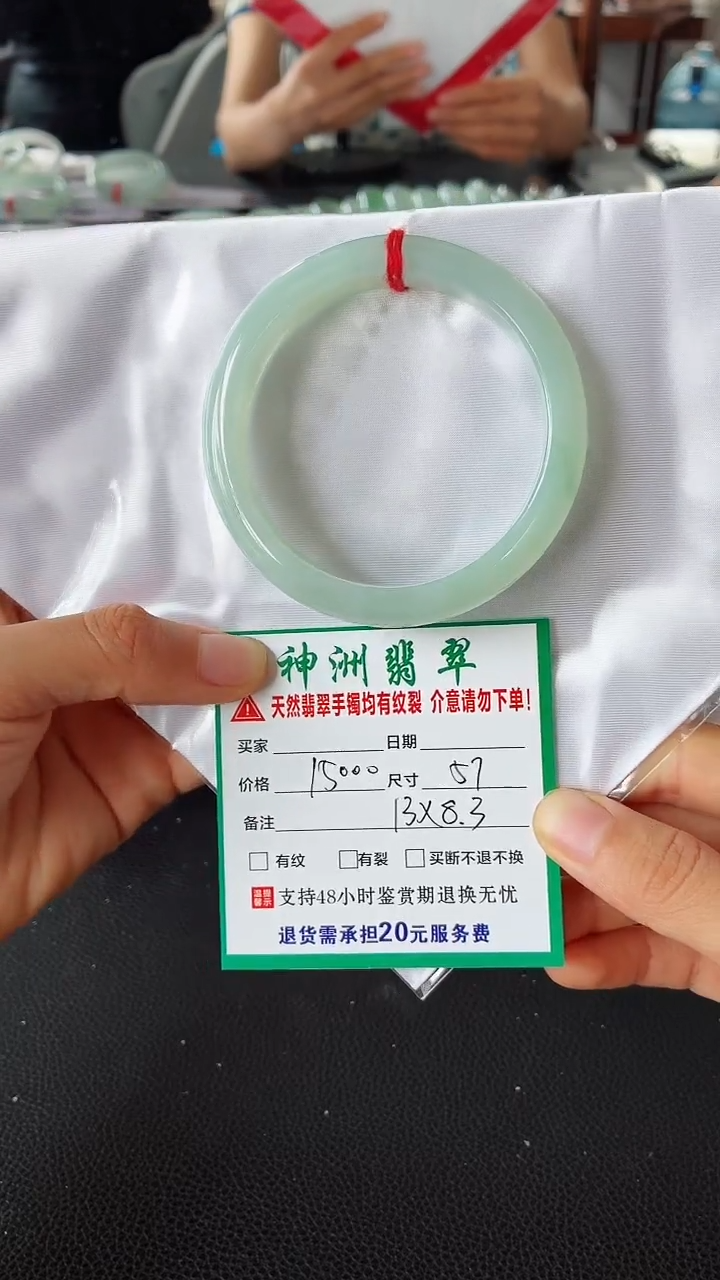 神洲翡翠
天然翡翠手镯均有纹裂 介意请勿下单!
买家 日期
价格 15000 尺寸 57
备注 13X8.3
有纹 有裂 买断不退不换
温馨提示 支持48小时鉴赏期退换无忧
退货需承担20元服务费